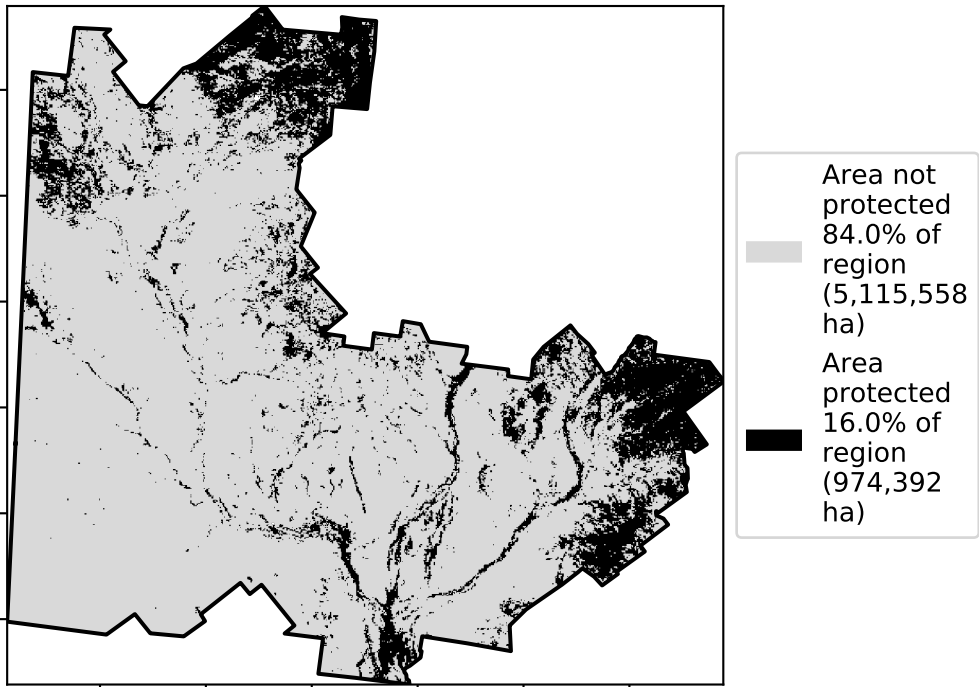 Area not
protected
84.0% of
region
(5,115,558
ha)
Area
protected
16.0% of
region
(974,392
ha)